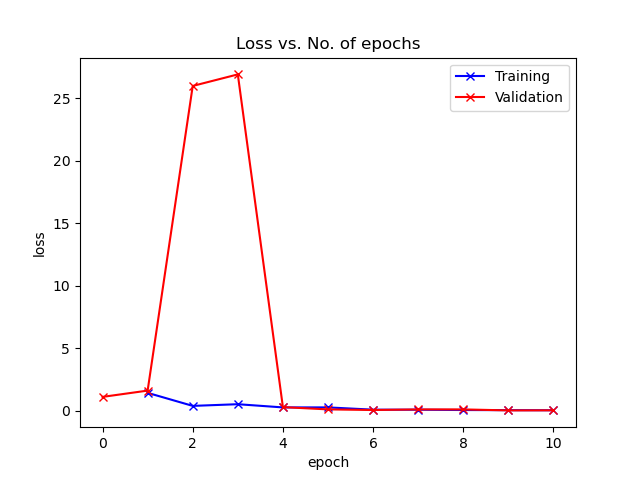 Loss vs. No. of epochs
Training
Validation
25
20
15
10
5
0
loss
0 2 4 6 8 10
epoch